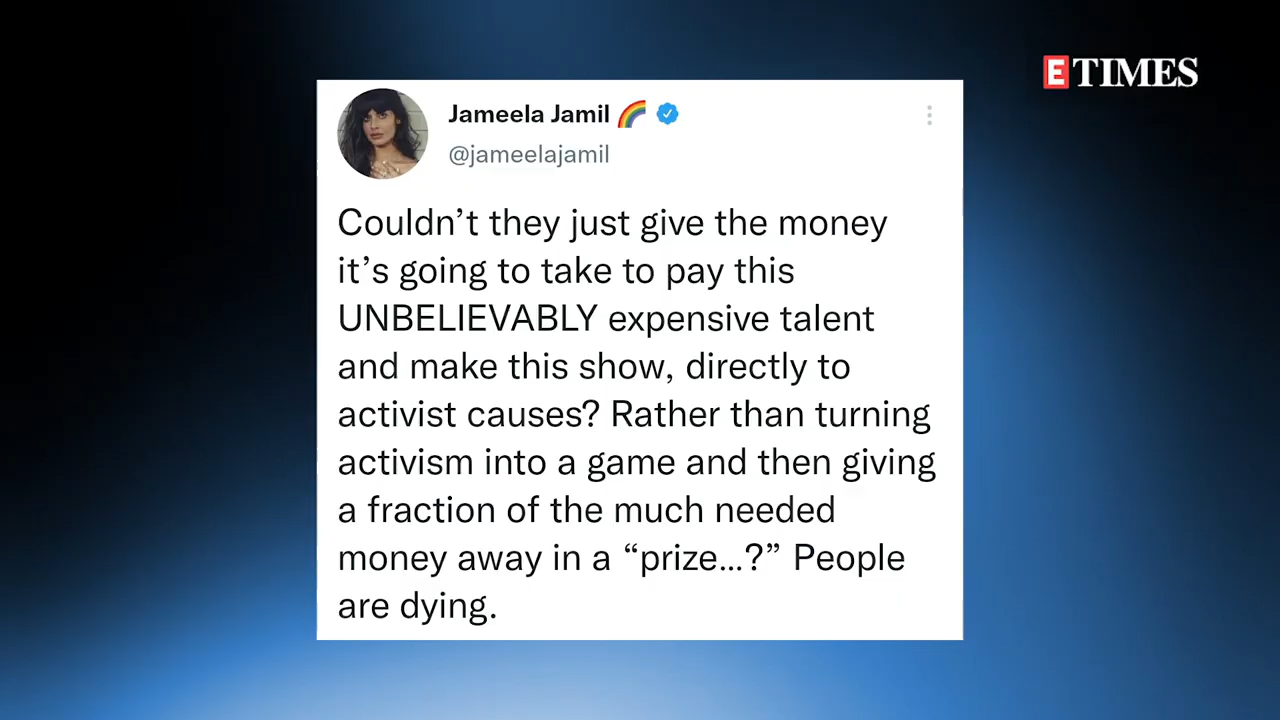 ETIMES
Jameela Jamil 🌈
@jameelajamil
Couldn’t they just give the money
it’s going to take to pay this
UNBELIEVABLY expensive talent
and make this show, directly to
activist causes? Rather than turning
activism into a game and then giving
a fraction of the much needed
money away in a “prize...?” People
are dying.